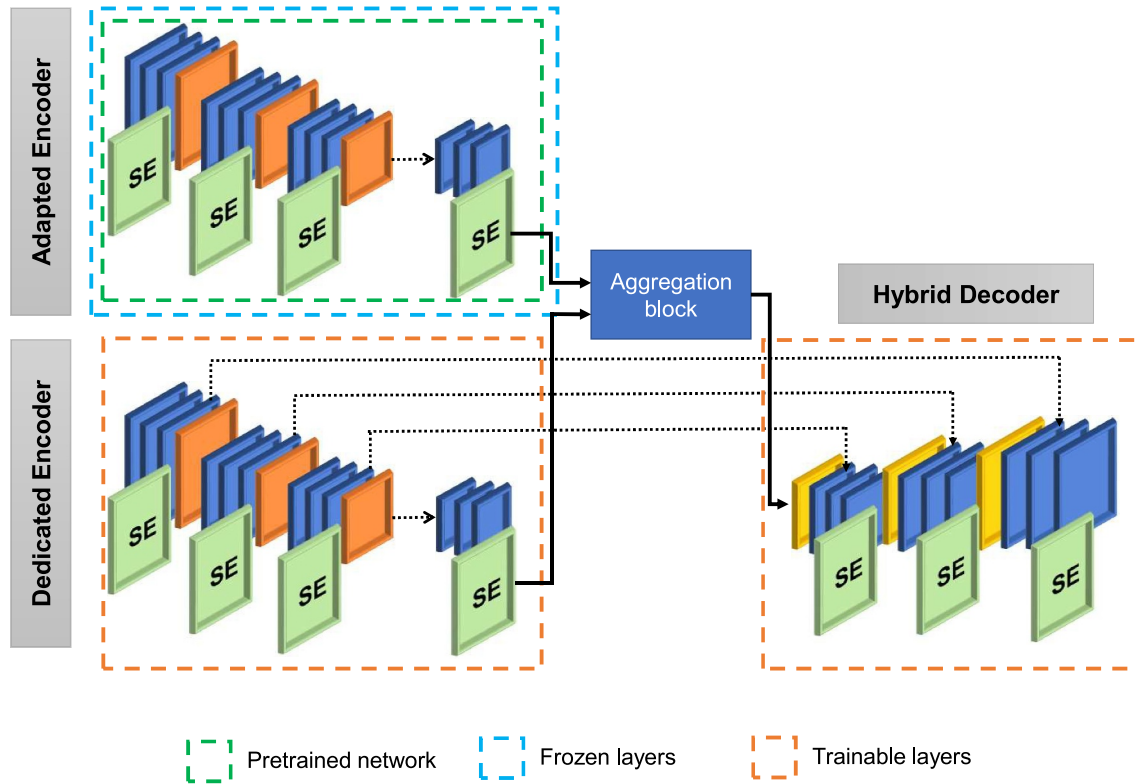 Adapted Encoder
SE
SE
SE
SE
Aggregation
block
Hybrid Decoder
Dedicated Encoder
SE
SE
SE
SE
SE
SE
SE
Pretrained network
Frozen layers
Trainable layers